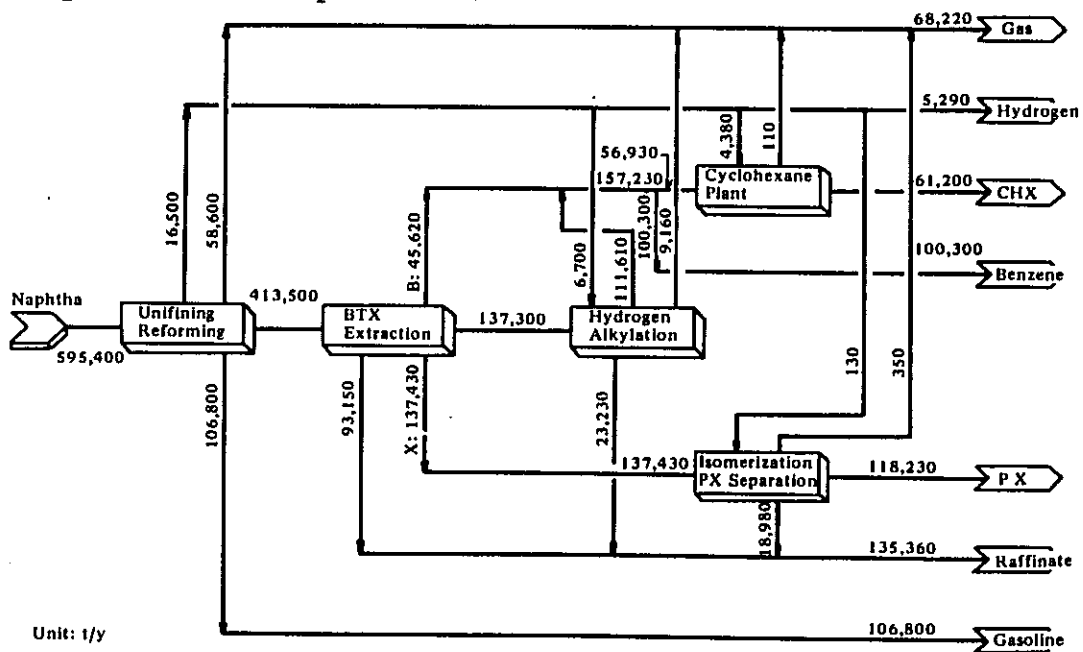 68,220
Gas
5,290
Hydrogen
16,500
58,600
4,380
110
56,930
157,230
Cyclohexane
Plant
61,200
CHX
B: 45,620
6,700
111,610
100,300
9,160
100,300
Benzene
Naphtha
595,400
Unifining
Reforming
413,500
BTX
Extraction
137,300
Hydrogen
Alkylation
130
350
106,800
93,150
X: 137,430
23,230
137,430
Isomerization
PX Separation
118,230
PX
18,980
135,360
Raffinate
Unit: t/y
106,800
Gasoline